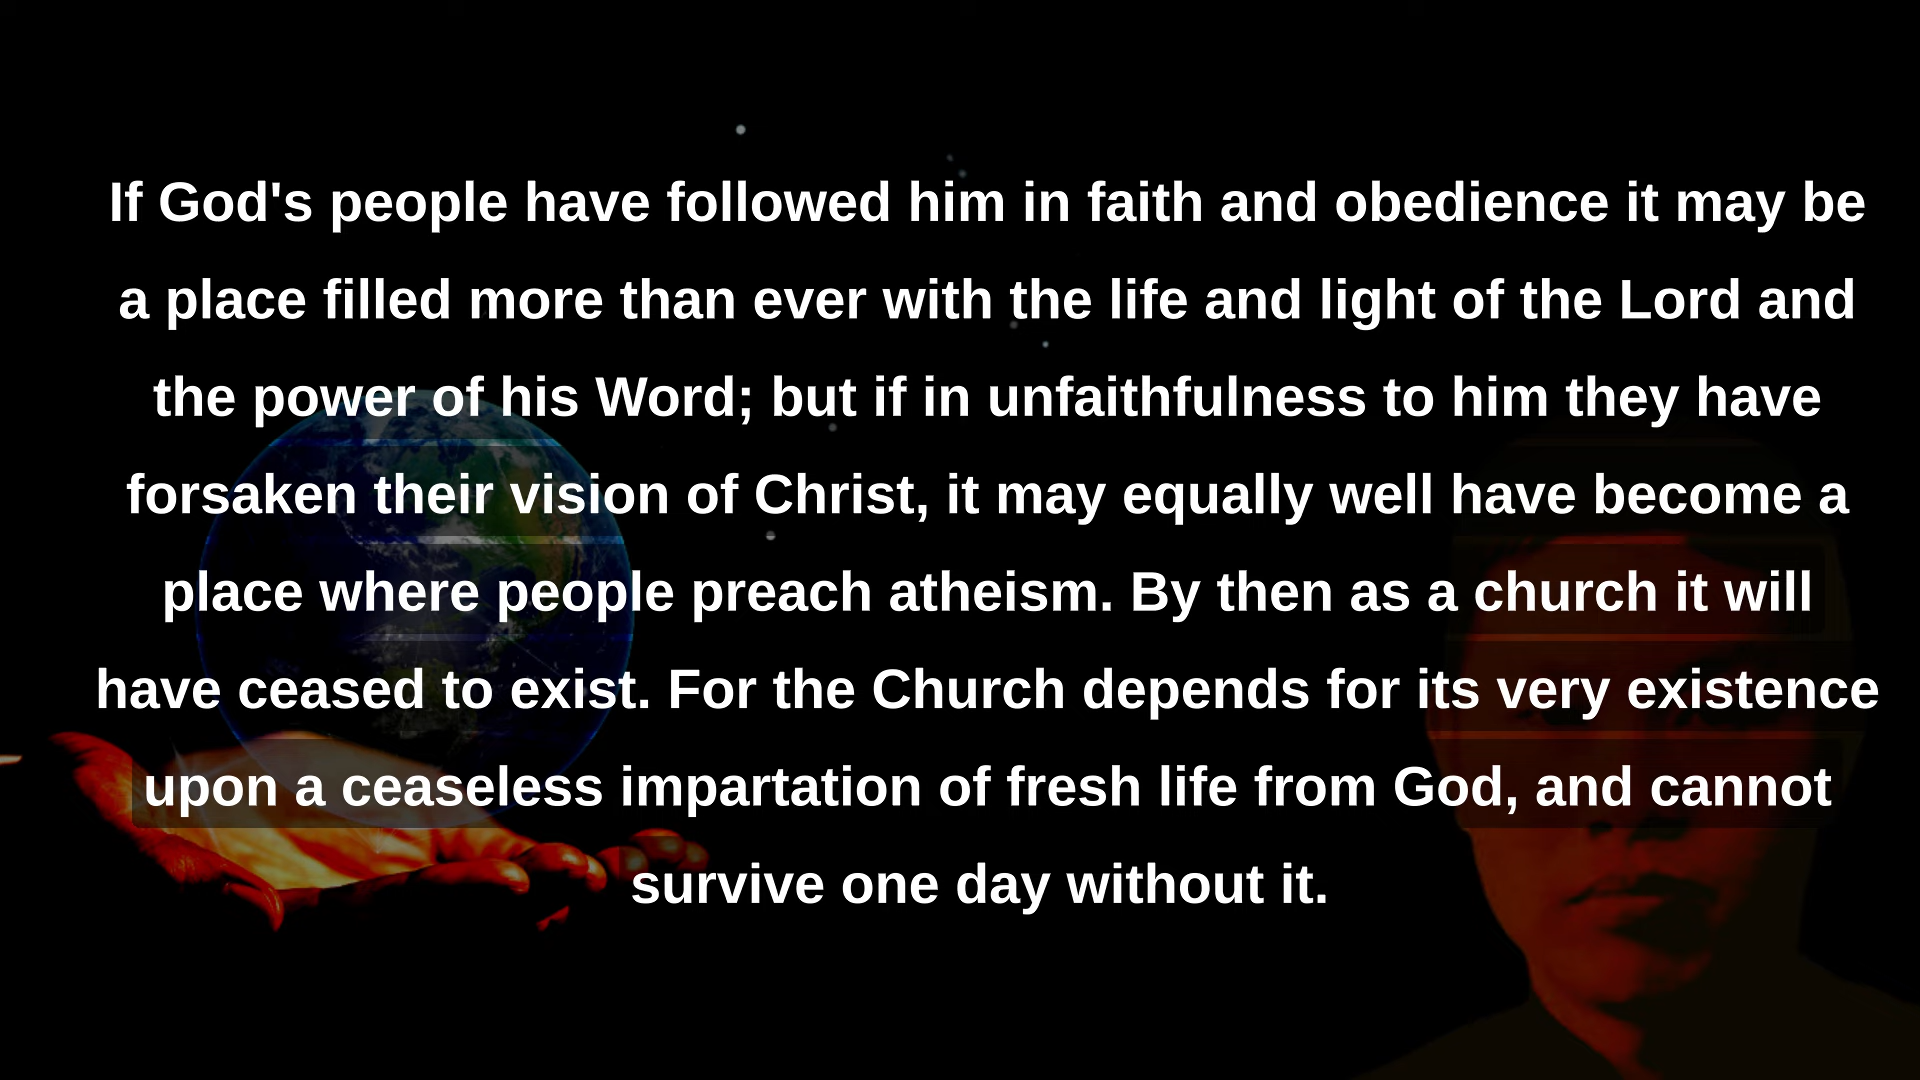 If God's people have followed him in faith and obedience it may be
a place filled more than ever with the life and light of the Lord and
the power of his Word; but if in unfaithfulness to him they have
forsaken their vision of Christ, it may equally well have become a
place where people preach atheism. By then as a church it will
have ceased to exist. For the Church depends for its very existence
upon a ceaseless impartation of fresh life from God, and cannot
survive one day without it.